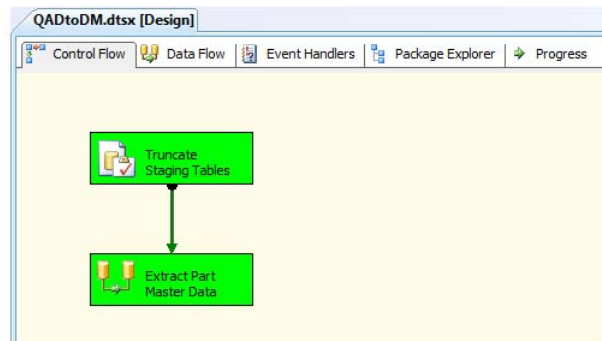 QADtoDM.dtsx [Design]
Control Flow Data Flow Event Handlers Package Explorer Progress
Truncate
Staging Tables
Extract Part
Master Data